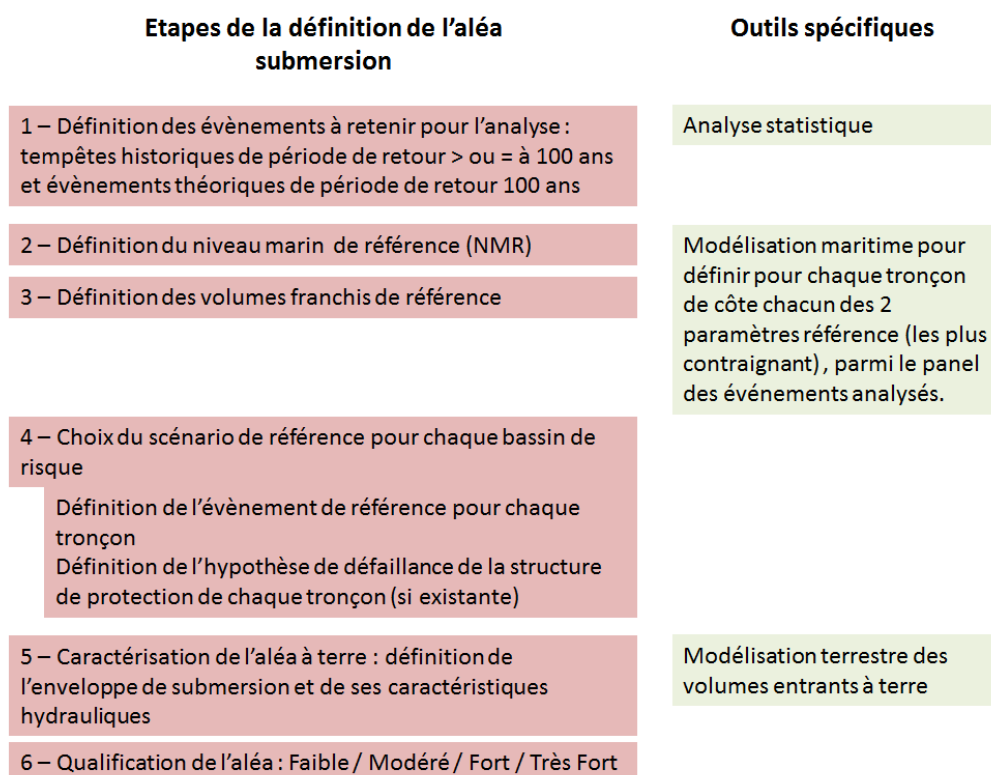 Etapes de la définition de l'aléa
submersion
Outils spécifiques
1 – Définition des évènements à retenir pour l'analyse :
tempêtes historiques de période de retour > ou = à 100 ans
et évènements théoriques de période de retour 100 ans
Analyse statistique
2 – Définition du niveau marin de référence (NMR)
3 – Définition des volumes franchis de référence
Modélisation maritime pour
définir pour chaque tronçon
de côte chacun des 2
paramètres référence (les plus
contraignant), parmi le panel
des événements analysés.
4 – Choix du scénario de référence pour chaque bassin de
risque
Définition de l'évènement de référence pour chaque
tronçon
Définition de l'hypothèse de défaillance de la structure
de protection de chaque tronçon (si existante)
5 – Caractérisation de l'aléa à terre : définition de
l'enveloppe de submersion et de ses caractéristiques
hydrauliques
Modélisation terrestre des
volumes entrants à terre
6 – Qualification de l'aléa : Faible / Modéré / Fort / Très Fort